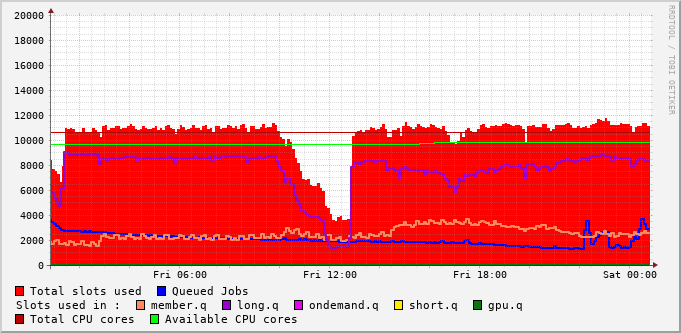 20000
18000
16000
14000
12000
10000
8000
6000
4000
2000
0
Fri 06:00 Fri 12:00 Fri 18:00 Sat 00:00
RRDTOOL / TOBI OETIKER
Total slots used Queued Jobs
Slots used in : member.q long.q ondemand.q short.q gpu.q
Total CPU cores Available CPU cores